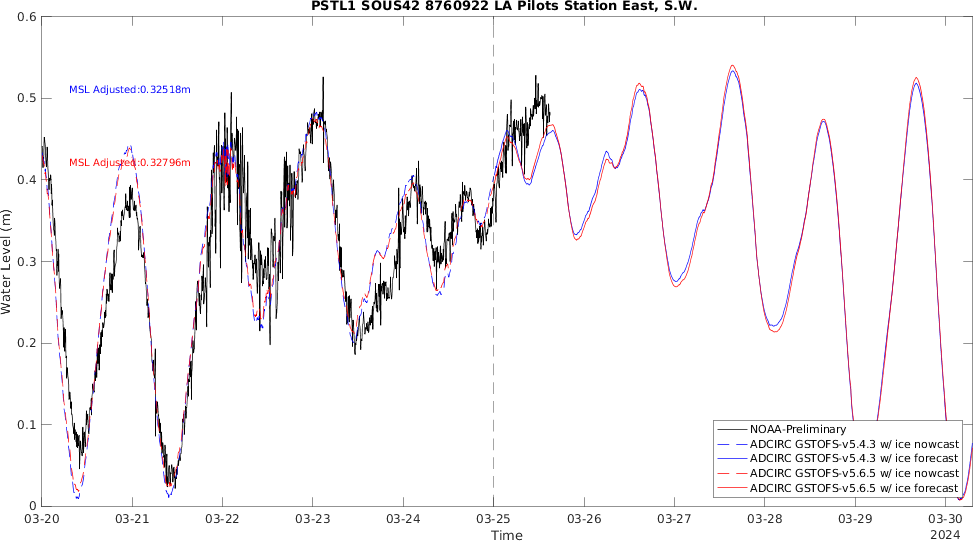 PSTL1 SOUS42 8760922 LA Pilots Station East, S.W.
0.6
0.5
0.4
0.3
0.2
0.1
0
Water Level (m)
MSL Adjusted:0.32518m
MSL Adjusted:0.32796m
NOAA-Preliminary
ADCIRC GSTOFS-v5.4.3 w/ ice nowcast
ADCIRC GSTOFS-v5.4.3 w/ ice forecast
ADCIRC GSTOFS-v5.6.5 w/ ice nowcast
ADCIRC GSTOFS-v5.6.5 w/ ice forecast
03-20 03-21 03-22 03-23 03-24 03-25 03-26 03-27 03-28 03-29 03-30
2024
Time